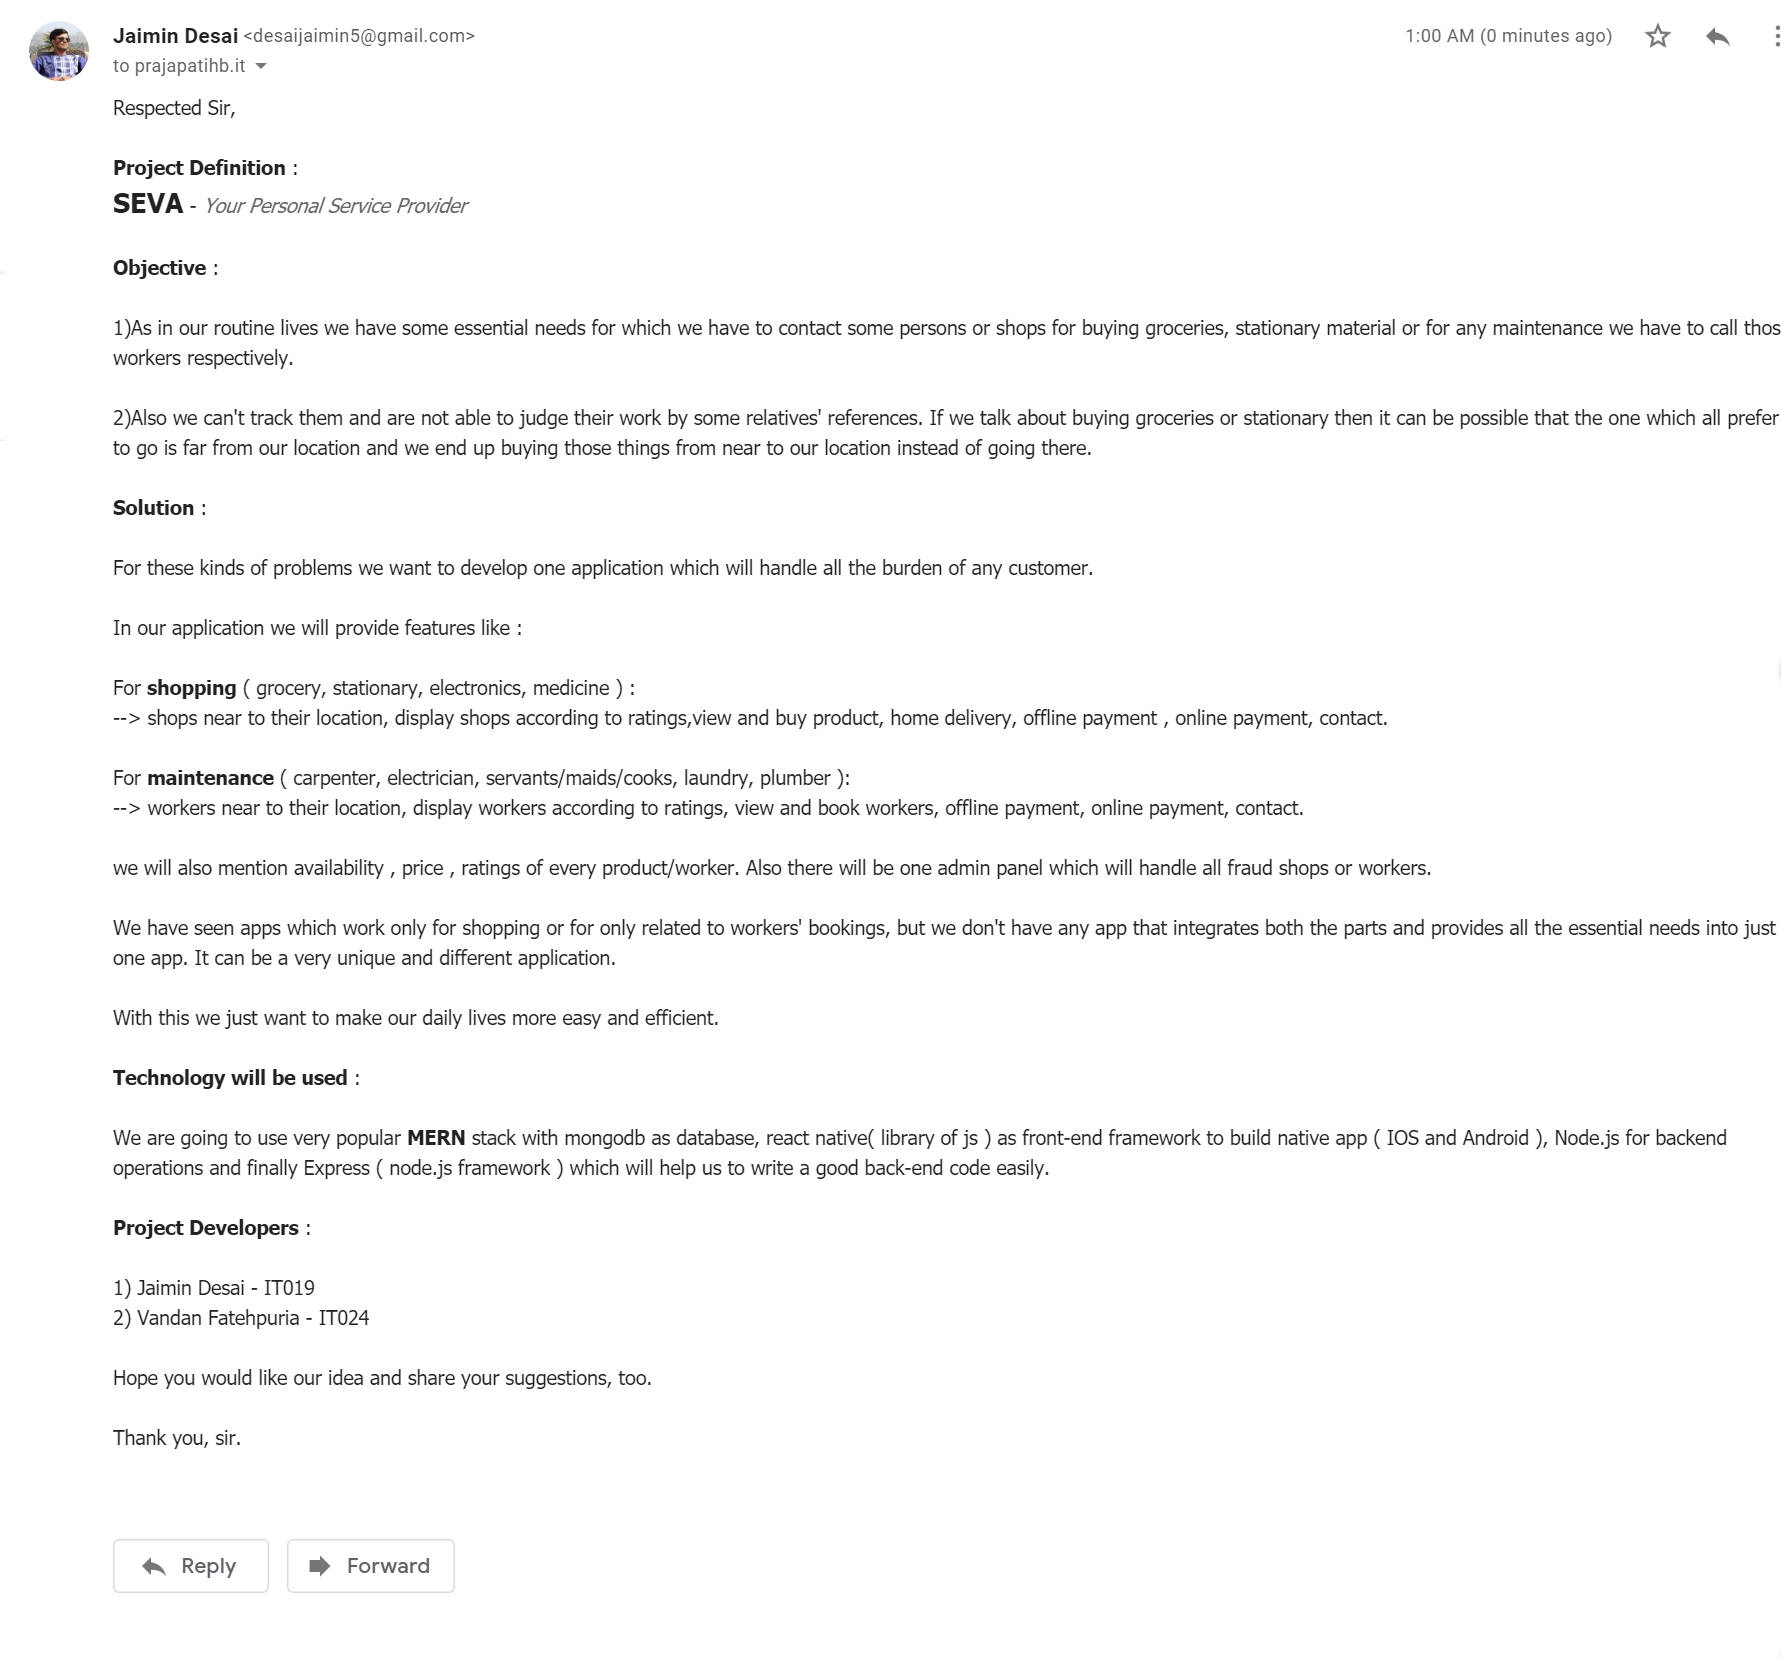 Jaimin Desai <desaijaimin5@gmail.com>
1:00 AM (0 minutes ago)
to prajapatihb.it
Respected Sir,
Project Definition :
SEVA - Your Personal Service Provider
Objective :
1)As in our routine lives we have some essential needs for which we have to contact some persons or shops for buying groceries, stationary material or for any maintenance we have to call thos
workers respectively.
2)Also we can't track them and are not able to judge their work by some relatives' references. If we talk about buying groceries or stationary then it can be possible that the one which all prefer
to go is far from our location and we end up buying those things from near to our location instead of going there.
Solution :
For these kinds of problems we want to develop one application which will handle all the burden of any customer.
In our application we will provide features like :
For shopping ( grocery, stationary, electronics, medicine ) :
--> shops near to their location, display shops according to ratings,view and buy product, home delivery, offline payment , online payment, contact.
For maintenance ( carpenter, electrician, servants/maids/cooks, laundry, plumber ):
--> workers near to their location, display workers according to ratings, view and book workers, offline payment, online payment, contact.
we will also mention availability , price , ratings of every product/worker. Also there will be one admin panel which will handle all fraud shops or workers.
We have seen apps which work only for shopping or for only related to workers' bookings, but we don't have any app that integrates both the parts and provides all the essential needs into just
one app. It can be a very unique and different application.
With this we just want to make our daily lives more easy and efficient.
Technology will be used :
We are going to use very popular MERN stack with mongodb as database, react native( library of js ) as front-end framework to build native app ( IOS and Android ), Node.js for backend
operations and finally Express ( node.js framework ) which will help us to write a good back-end code easily.
Project Developers :
1) Jaimin Desai - IT019
2) Vandan Fatehpuria - IT024
Hope you would like our idea and share your suggestions, too.
Thank you, sir.
Reply
Forward